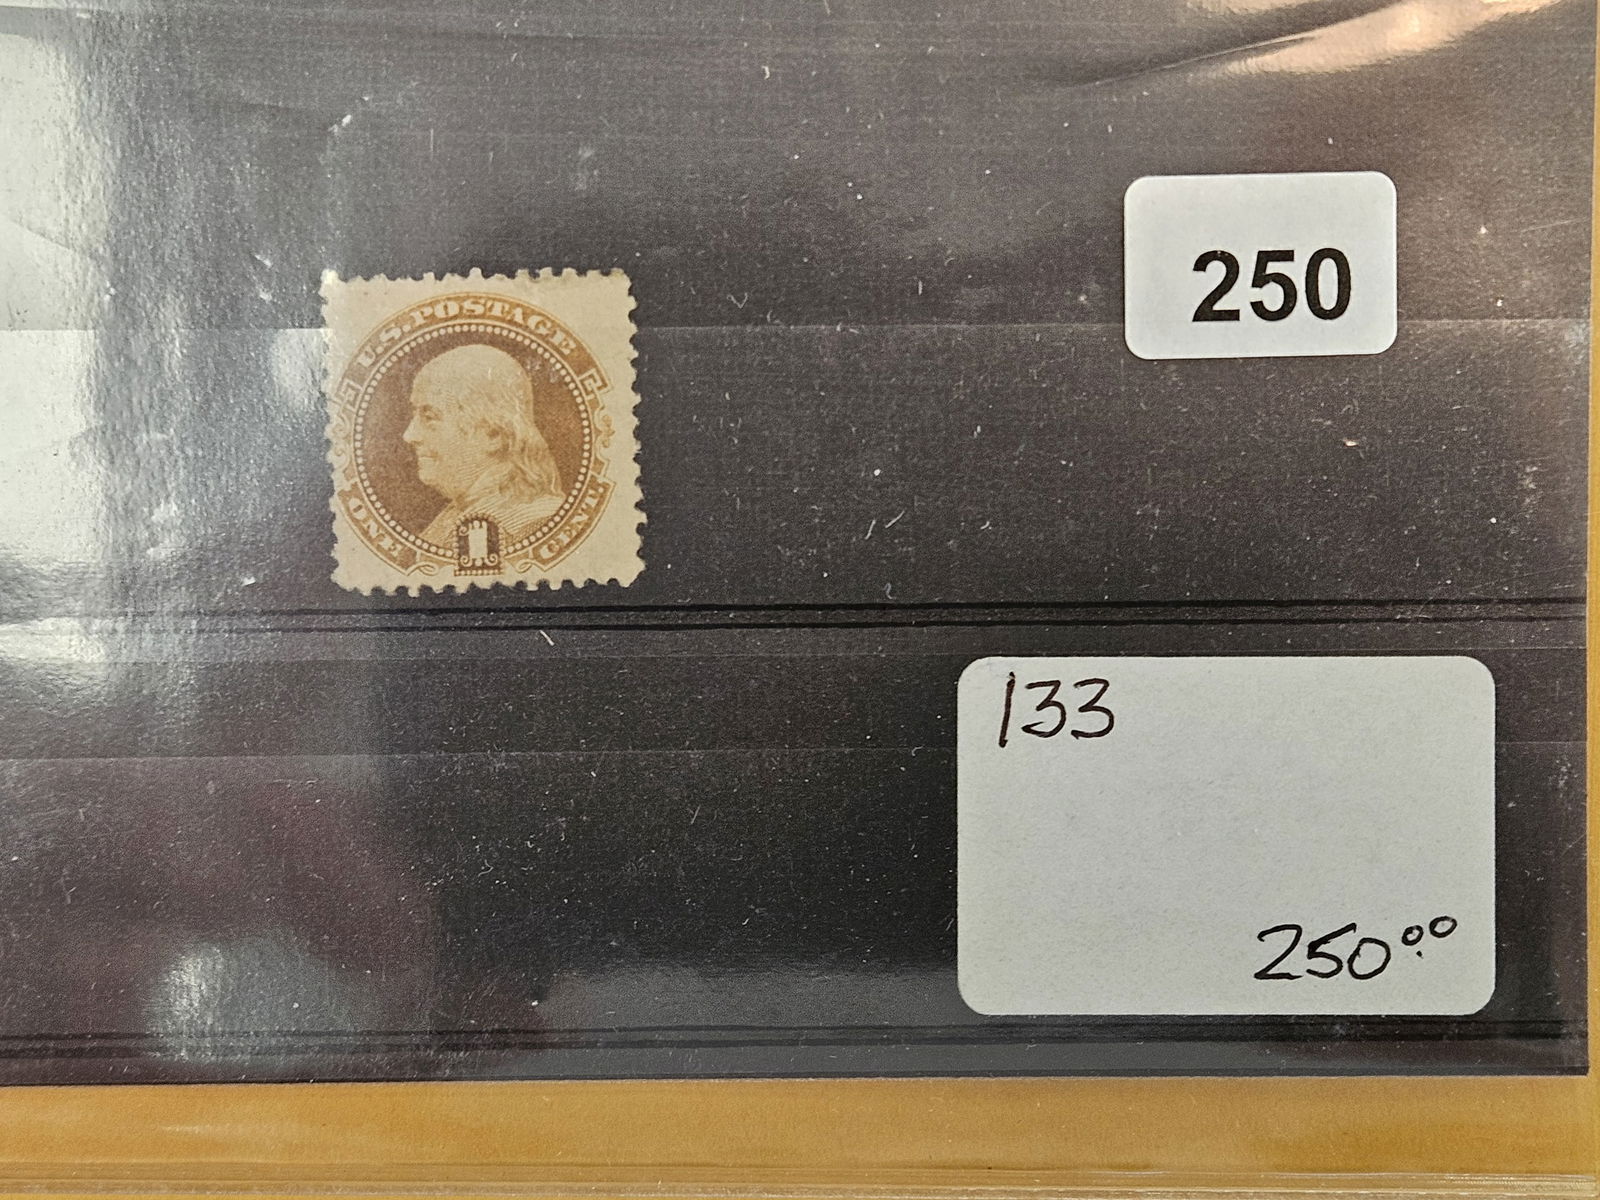 U.S. POSTAGE
ONE 1 CENT.
250
133
250.00